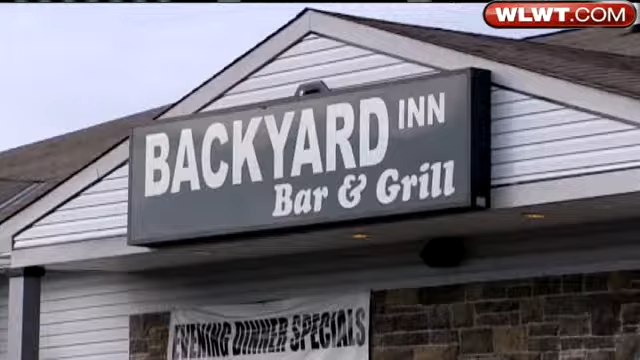 WLWT.COM
BACKYARD INN
Bar & Grill
EVENING DINNER SPECIALS